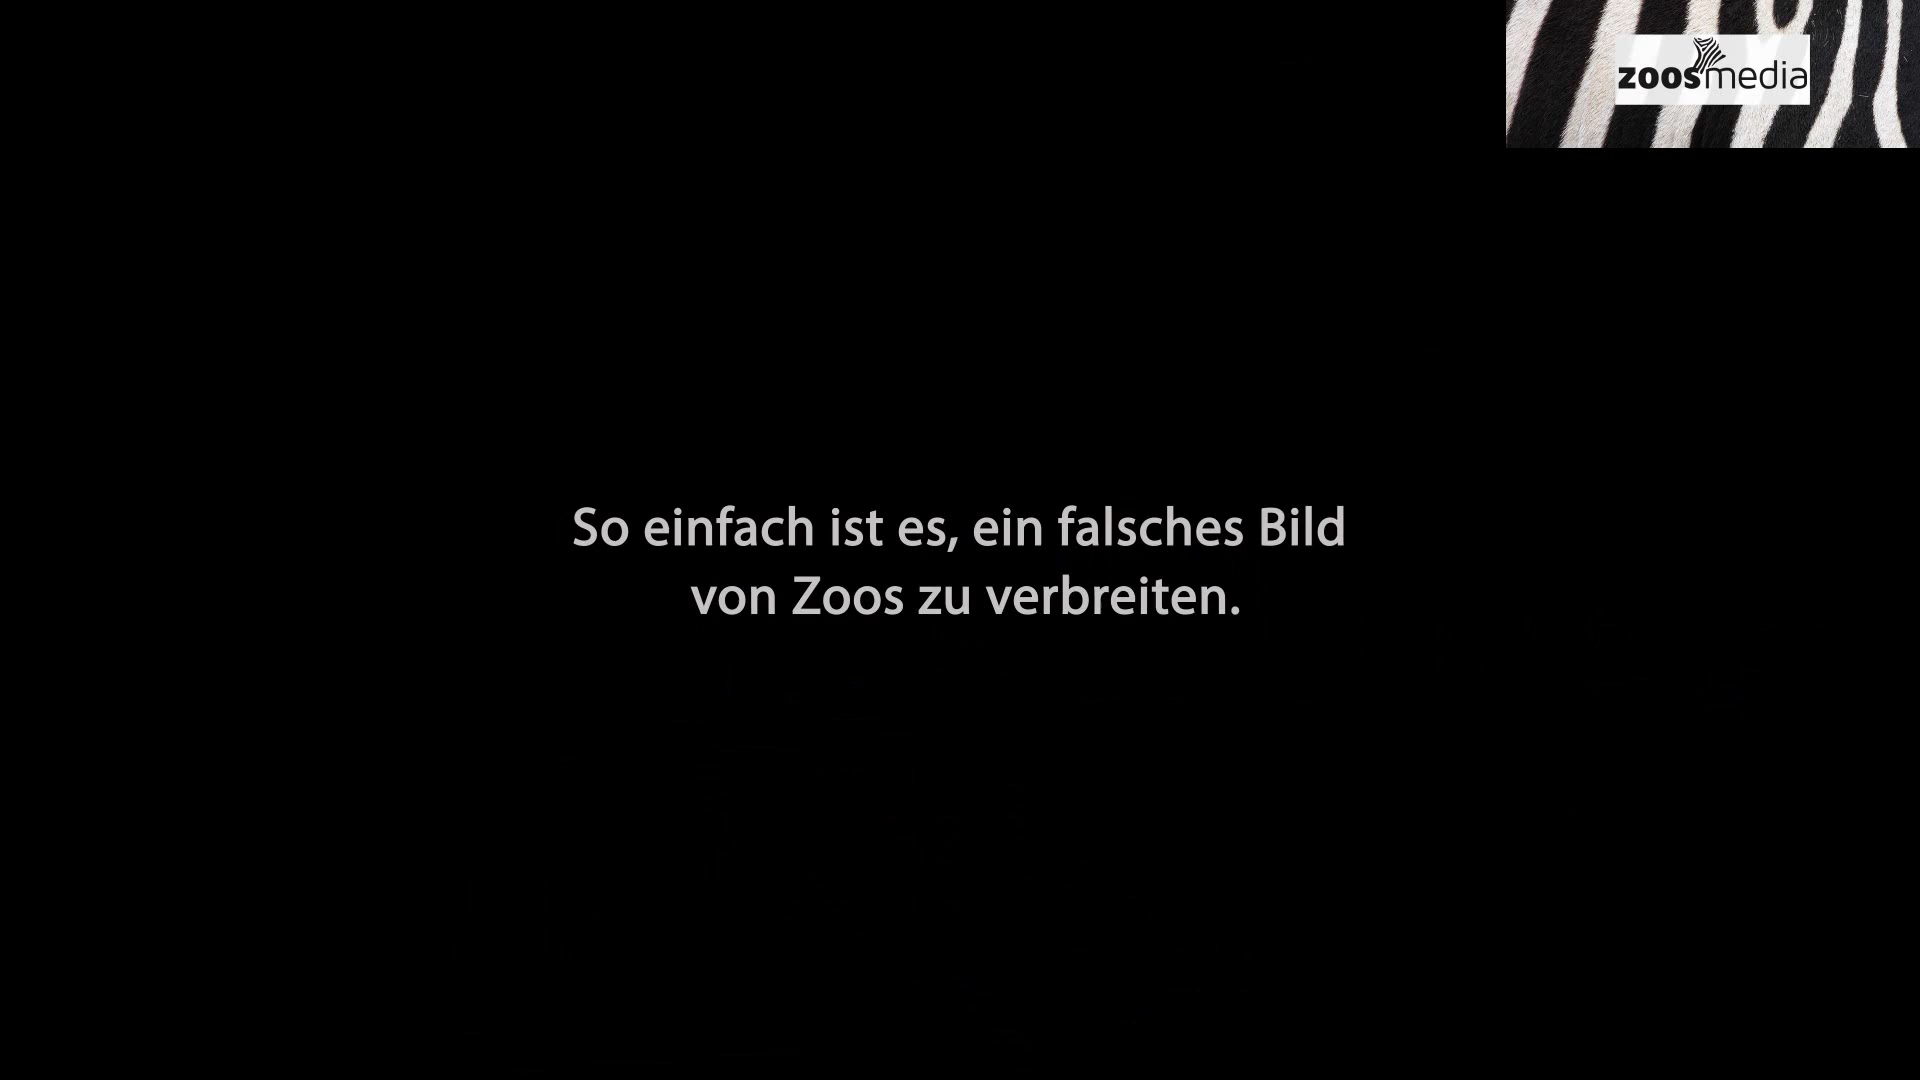 zoosmedia
So einfach ist es, ein falsches Bild
von Zoos zu verbreiten.